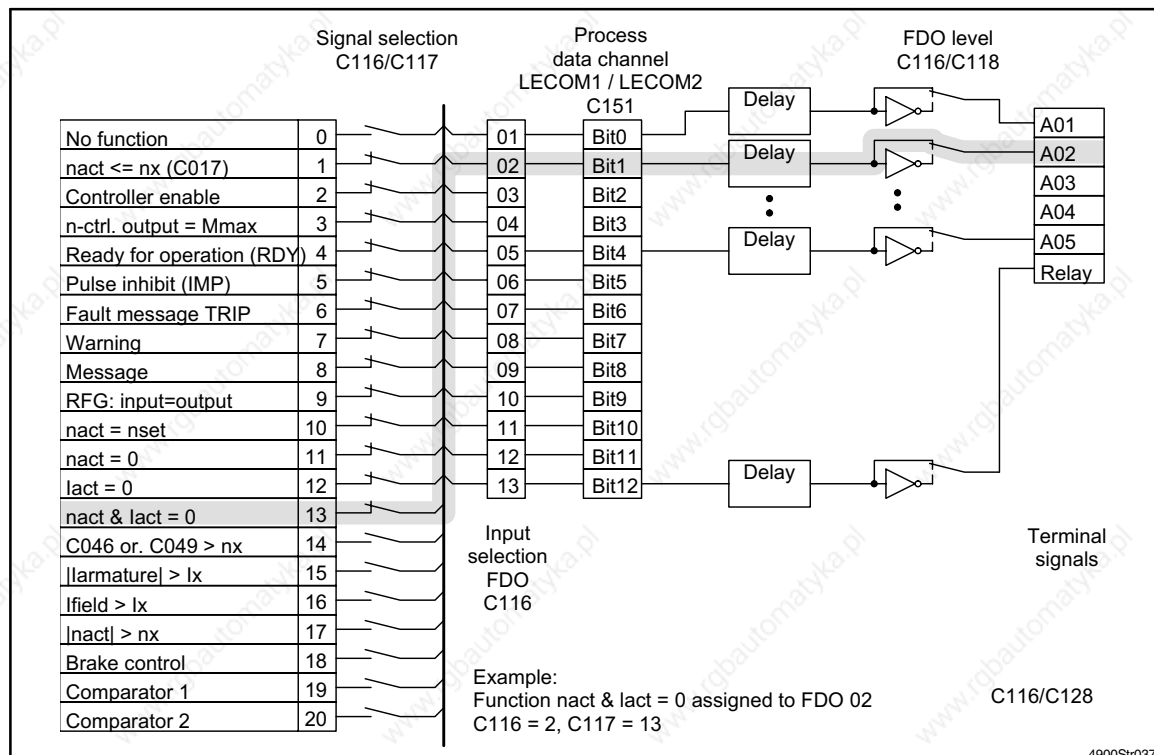 Signal selection
C116/C117
Process
data channel
LECOM1 / LECOM2
C151
FDO level
C116/C118
No function 0
nact <= nx (C017) 1
Controller enable 2
n-ctrl. output = Mmax 3
Ready for operation (RDY) 4
Pulse inhibit (IMP) 5
Fault message TRIP 6
Warning 7
Message 8
RFG: input=output 9
nact = nset 10
nact = 0 11
Iact = 0 12
nact & Iact = 0 13
C046 or. C049 > nx 14
|Iarmature| > Ix 15
Ifield > Ix 16
|nact| > nx 17
Brake control 18
Comparator 1 19
Comparator 2 20
01 Bit0
02 Bit1
03 Bit2
04 Bit3
05 Bit4
06 Bit5
07 Bit6
08 Bit7
09 Bit8
10 Bit9
11 Bit10
12 Bit11
13 Bit12
Input
selection
FDO
C116
Delay
Delay
Delay
Delay
A01
A02
A03
A04
A05
Relay
Terminal
signals
Example:
Function nact & Iact = 0 assigned to FDO 02
C116 = 2, C117 = 13
C116/C128
4900Str037
www.rgbautomatyka.pl